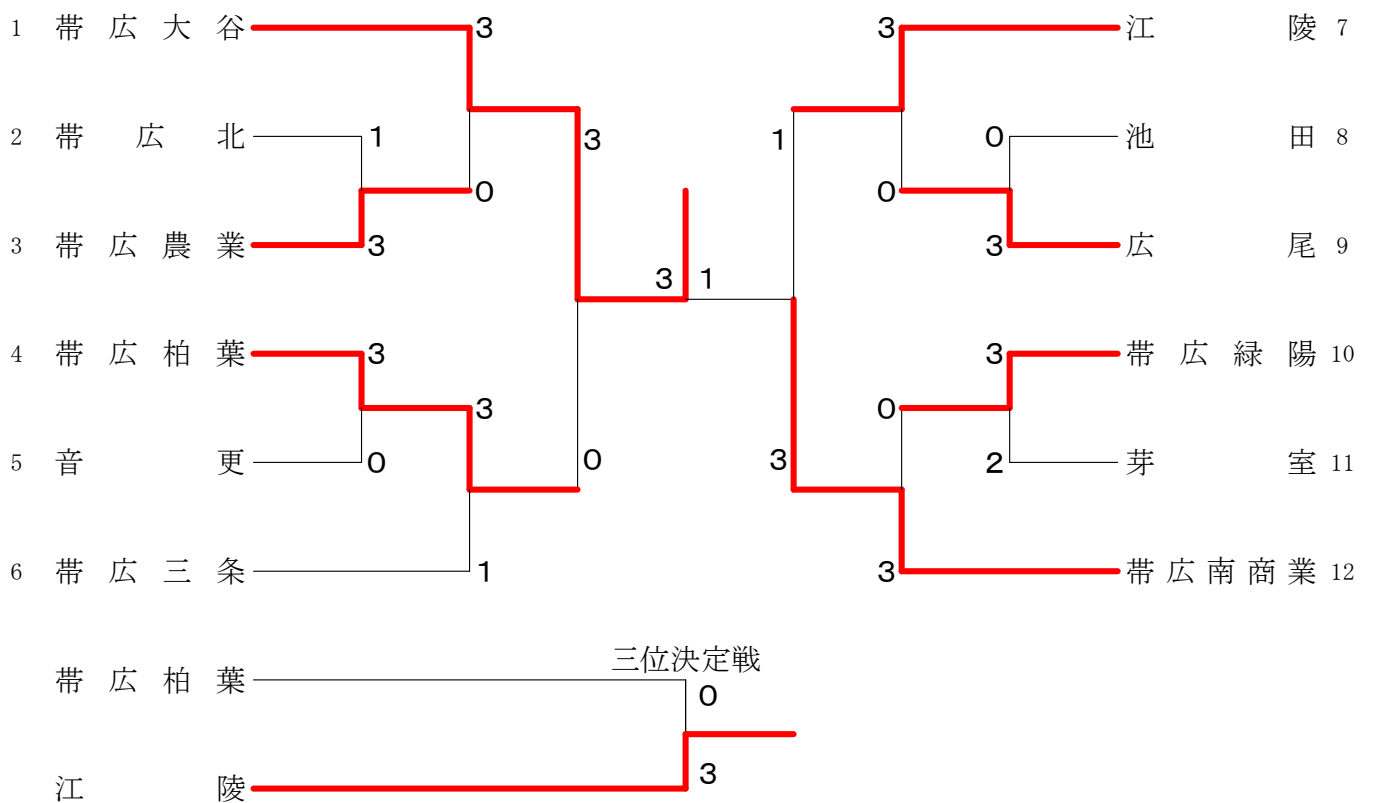 1 帯広大谷 3 3 江陵 7
2 帯広北 1 3 1 0 池田 8
0 0
3 帯広農業 3 3 広尾 9
3 1
4 帯広柏葉 3 3 帯広緑陽 10
3 0
5 音更 0 0 3 2 芽室 11
6 帯広三条 1 3 帯広南商業 12
三位決定戦
帯広柏葉 0
江陵 3